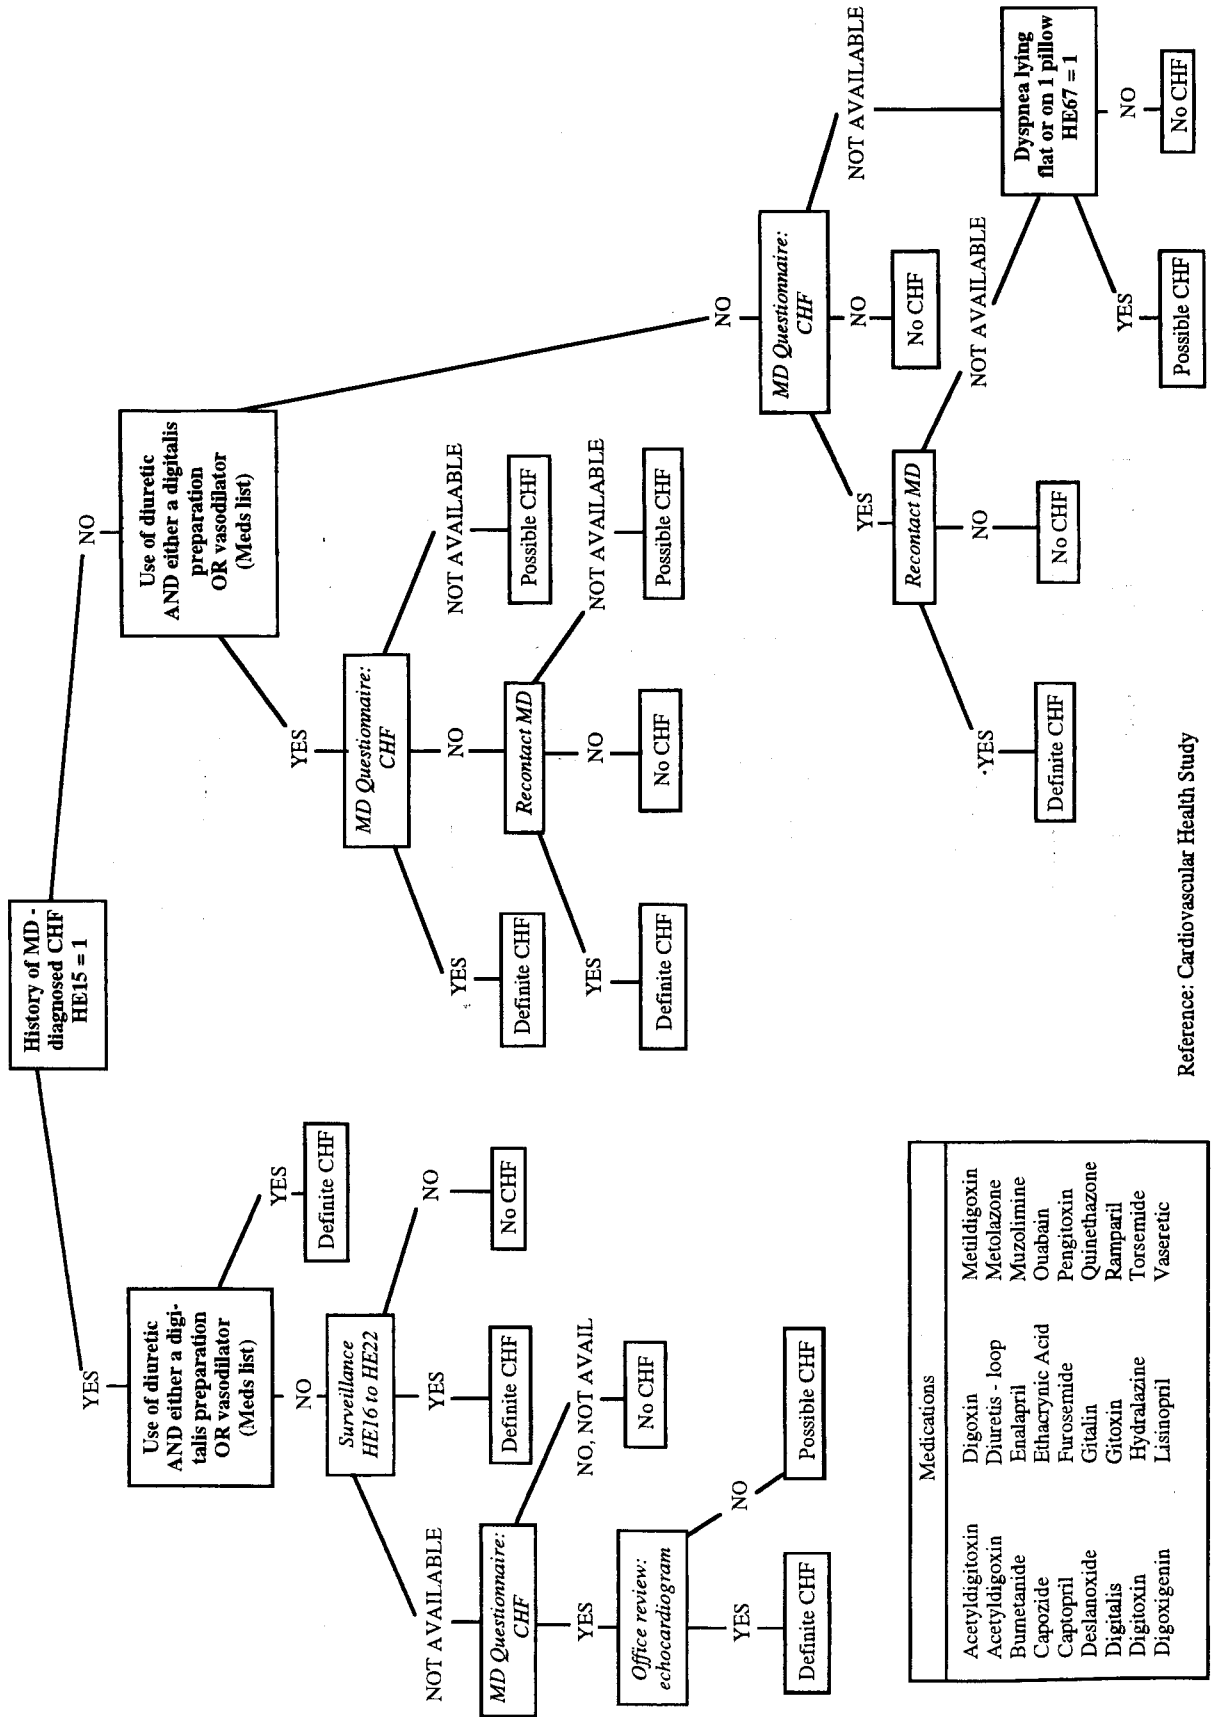 History of MD -
diagnosed CHF
HE15 = 1
YES
Use of diuretic
AND either a digi-
talis preparation
OR vasodilator
(Meds list)
YES
Definite CHF
NO
Surveillance
HE16 to HE22
NO
No CHF
YES
Definite CHF
NOT AVAILABLE
MD Questionnaire:
CHF
NO, NOT AVAIL
No CHF
YES
Office review:
echocardiogram
NO
Possible CHF
YES
Definite CHF
NO
Use of diuretic
AND either a digitalis
preparation
OR vasodilator
(Meds list)
YES
MD Questionnaire:
CHF
YES
Definite CHF
NO
Recontact MD
YES
Definite CHF
NO
No CHF
NOT AVAILABLE
Possible CHF
NOT AVAILABLE
Possible CHF
NO
MD Questionnaire:
CHF
YES
Recontact MD
YES
Definite CHF
NO
No CHF
NOT AVAILABLE
NO
No CHF
NOT AVAILABLE
NOT AVAILABLE
Dyspnea lying
flat or on 1 pillow
HE67 = 1
YES
Possible CHF
NO
No CHF
Medications
Acetyldigitoxin
Acetyldigoxin
Bumetanide
Capozide
Captopril
Deslanoxide
Digitalis
Digitoxin
Digoxigenin
Digoxin
Diuretis - loop
Enalapril
Ethacrynic Acid
Furosemide
Gitalin
Gitoxin
Hydralazine
Lisinopril
Metildigoxin
Metolazone
Muzolimine
Ouabain
Pengitoxin
Quinethazone
Ramparil
Torsemide
Vaseretic
Reference: Cardiovascular Health Study